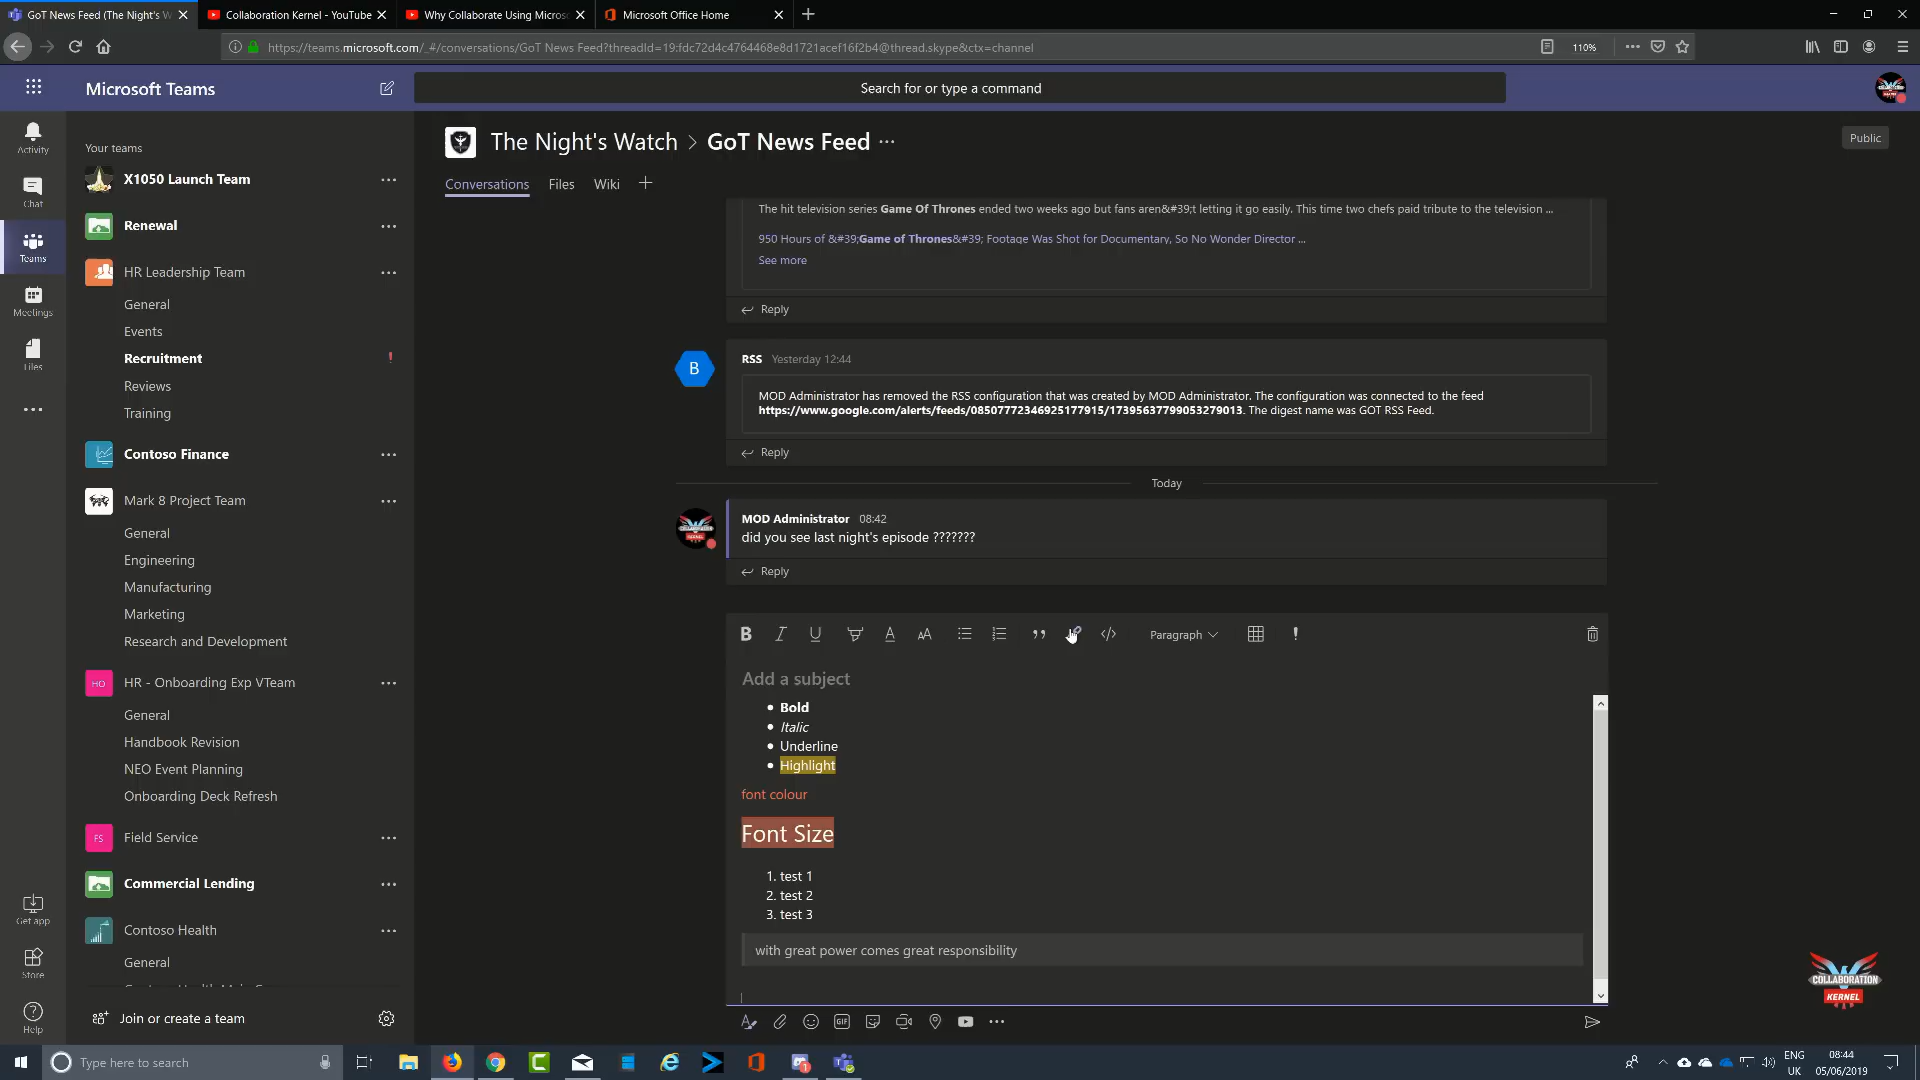 GoT News Feed (The Night's W
Collaboration Kernel - YouTube
Why Collaborate Using Microso
Microsoft Office Home
https://teams.microsoft.com/_#/conversations/GoT News Feed?threadId=19:fdc72d4c4764468e8d1721acef16f2b4@thread.skype&ctx=channel
110%
Microsoft Teams
Search for or type a command
Activity
Chat
Teams
Meetings
Files
Get app
Store
Help
Your teams
X1050 Launch Team
Renewal
HR Leadership Team
General
Events
Recruitment
!
Reviews
Training
Contoso Finance
Mark 8 Project Team
General
Engineering
Manufacturing
Marketing
Research and Development
HO
HR - Onboarding Exp VTeam
General
Handbook Revision
NEO Event Planning
Onboarding Deck Refresh
FS
Field Service
Commercial Lending
Contoso Health
General
Join or create a team
The Night's Watch > GoT News Feed ...
Public
Conversations
Files
Wiki
The hit television series Game Of Thrones ended two weeks ago but fans aren&#39;t letting it go easily. This time two chefs paid tribute to the television ...
950 Hours of &#39;Game of Thrones&#39; Footage Was Shot for Documentary, So No Wonder Director ...
See more
Reply
B
RSS Yesterday 12:44
MOD Administrator has removed the RSS configuration that was created by MOD Administrator. The configuration was connected to the feed
https://www.google.com/alerts/feeds/08507772346925177915/17395637799053279013. The digest name was GOT RSS Feed.
Reply
Today
MOD Administrator 08:42
did you see last night's episode ???????
Reply
B I U A AA
Paragraph
!
Add a subject
• Bold
• Italic
• Underline
• Highlight
font colour
Font Size
1. test 1
2. test 2
3. test 3
with great power comes great responsibility
GIF
COLLABORATION
KERNEL
Type here to search
ENG
UK
08:44
05/06/2019